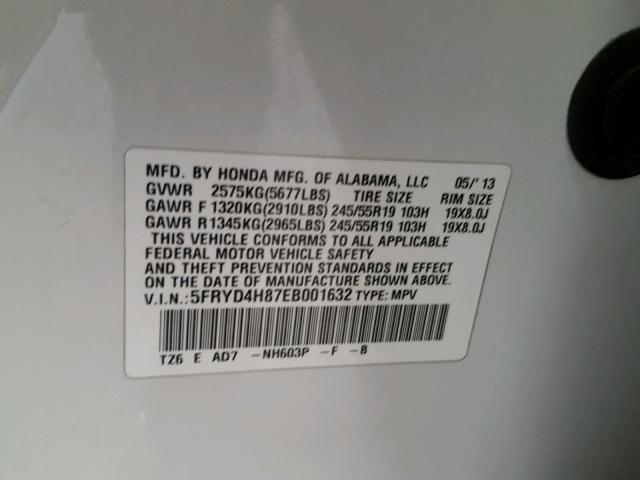 MFD. BY HONDA MFG. OF ALABAMA, LLC 05/'13
GVWR 2575KG(5677LBS) TIRE SIZE RIM SIZE
GAWR F 1320KG(2910LBS) 245/55R19 103H 19X8.0J
GAWR R1345KG(2965LBS) 245/55R19 103H 19X8.0J
THIS VEHICLE CONFORMS TO ALL APPLICABLE
FEDERAL MOTOR VEHICLE SAFETY
AND THEFT PREVENTION STANDARDS IN EFFECT
ON THE DATE OF MANUFACTURE SHOWN ABOVE.
V.I.N.:5FRYD4H87EB001632 TYPE: MPV
TZ6 E AD7 -NH603P -F -B